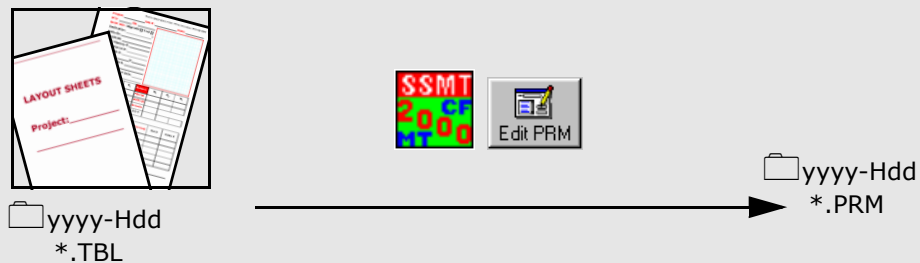 LAYOUT SHEETS
Project:
SSMT
2000
CF
MT
Edit PRM
yyyy-Hdd
*.TBL
yyyy-Hdd
*.PRM